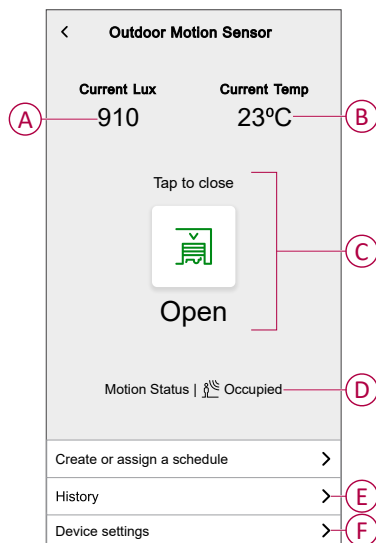 Outdoor Motion Sensor
Current Lux Current Temp
A 910 23ºC B
Tap to close
C
Open
Motion Status | Occupied D
Create or assign a schedule
History E
Device settings F